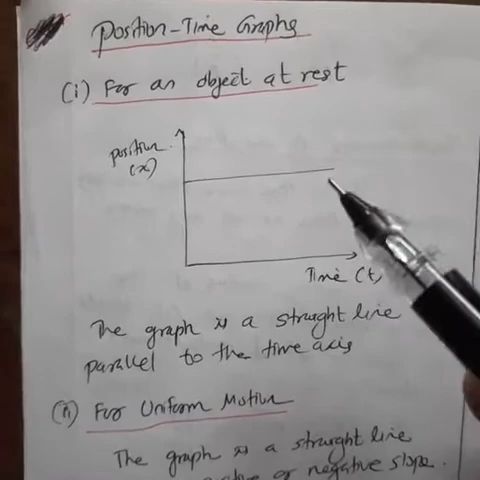 Position-Time Graphs
(i) For an object at rest
position
(x)
Time (t)
The graph is a straight line
parallel to the time axis
(ii) For Uniform Motion
The graph is a straight line
or negative slope.